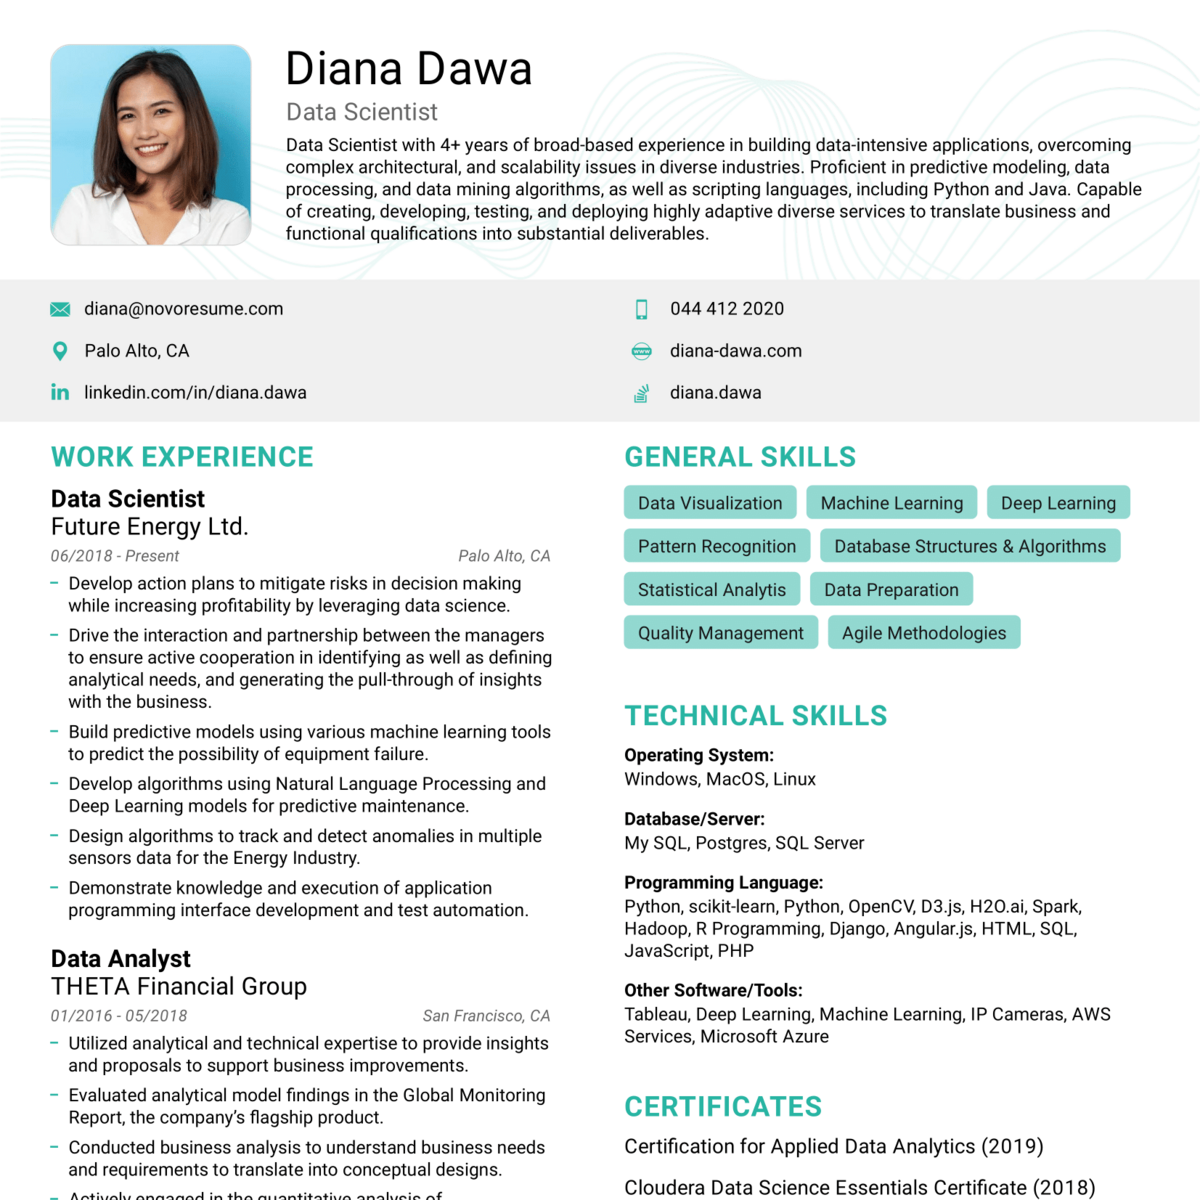 Diana Dawa
Data Scientist
Data Scientist with 4+ years of broad-based experience in building data-intensive applications, overcoming
complex architectural, and scalability issues in diverse industries. Proficient in predictive modeling, data
processing, and data mining algorithms, as well as scripting languages, including Python and Java. Capable
of creating, developing, testing, and deploying highly adaptive diverse services to translate business and
functional qualifications into substantial deliverables.
diana@novoresume.com
Palo Alto, CA
linkedin.com/in/diana.dawa
044 412 2020
www
diana-dawa.com
diana.dawa
WORK EXPERIENCE
Data Scientist
Future Energy Ltd.
06/2018 - Present Palo Alto, CA
– Develop action plans to mitigate risks in decision making
while increasing profitability by leveraging data science.
– Drive the interaction and partnership between the managers
to ensure active cooperation in identifying as well as defining
analytical needs, and generating the pull-through of insights
with the business.
– Build predictive models using various machine learning tools
to predict the possibility of equipment failure.
– Develop algorithms using Natural Language Processing and
Deep Learning models for predictive maintenance.
– Design algorithms to track and detect anomalies in multiple
sensors data for the Energy Industry.
– Demonstrate knowledge and execution of application
programming interface development and test automation.
Data Analyst
THETA Financial Group
01/2016 - 05/2018 San Francisco, CA
– Utilized analytical and technical expertise to provide insights
and proposals to support business improvements.
– Evaluated analytical model findings in the Global Monitoring
Report, the company’s flagship product.
– Conducted business analysis to understand business needs
and requirements to translate into conceptual designs.
– Actively engaged in the quantitative analysis of
GENERAL SKILLS
Data Visualization Machine Learning Deep Learning
Pattern Recognition Database Structures & Algorithms
Statistical Analytis Data Preparation
Quality Management Agile Methodologies
TECHNICAL SKILLS
Operating System:
Windows, MacOS, Linux
Database/Server:
My SQL, Postgres, SQL Server
Programming Language:
Python, scikit-learn, Python, OpenCV, D3.js, H2O.ai, Spark,
Hadoop, R Programming, Django, Angular.js, HTML, SQL,
JavaScript, PHP
Other Software/Tools:
Tableau, Deep Learning, Machine Learning, IP Cameras, AWS
Services, Microsoft Azure
CERTIFICATES
Certification for Applied Data Analytics (2019)
Cloudera Data Science Essentials Certificate (2018)